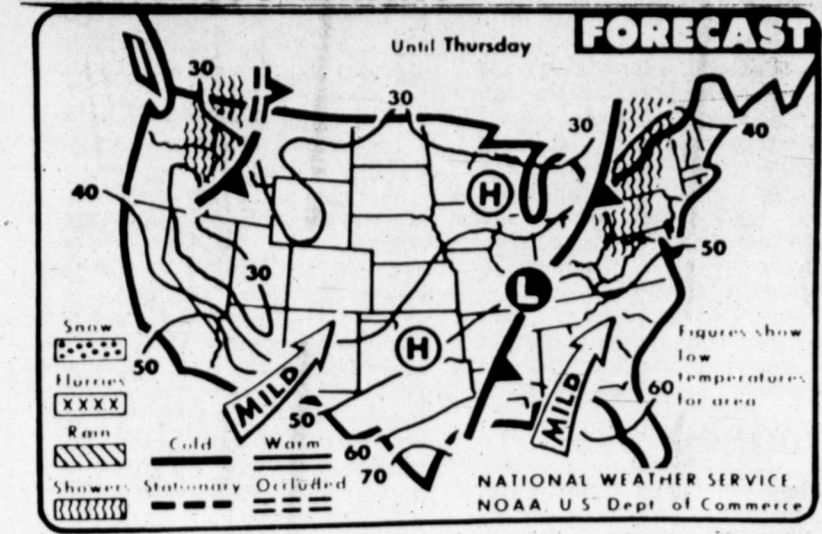 FORECAST
Until Thursday
30
30
30
40
40
H
50
30
L
Snow
H
Figures show
low
temperatures
for area
50
Flurries
XXXX
MILD
MILD
60
50
Rain
Cold
Warm
60
70
Showers
Stationary
Occluded
NATIONAL WEATHER SERVICE,
NOAA, U S Dept of Commerce